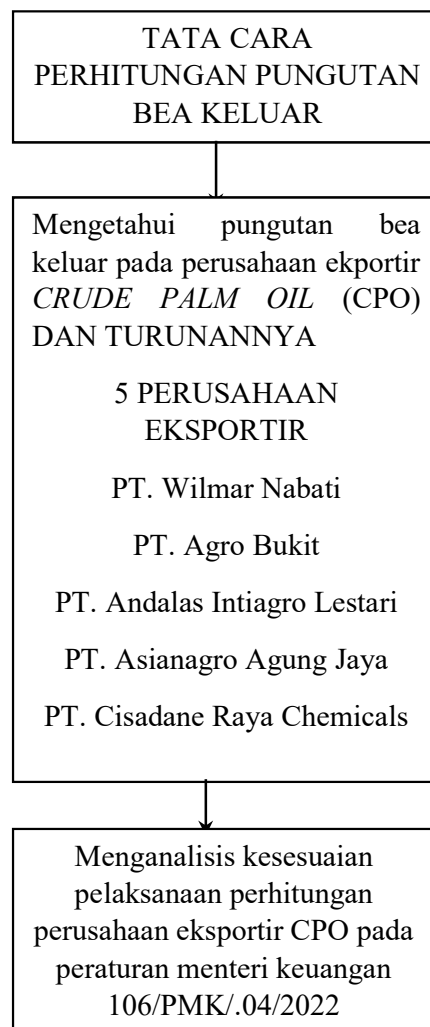 TATA CARA
PERHITUNGAN PUNGUTAN
BEA KELUAR
Mengetahui pungutan bea
keluar pada perusahaan ekportir
CRUDE PALM OIL (CPO)
DAN TURUNANNYA
5 PERUSAHAAN
EKSPORTIR
PT. Wilmar Nabati
PT. Agro Bukit
PT. Andalas Intiagro Lestari
PT. Asianagro Agung Jaya
PT. Cisadane Raya Chemicals
Menganalisis kesesuaian
pelaksanaan perhitungan
perusahaan eksportir CPO pada
peraturan menteri keuangan
106/PMK/.04/2022